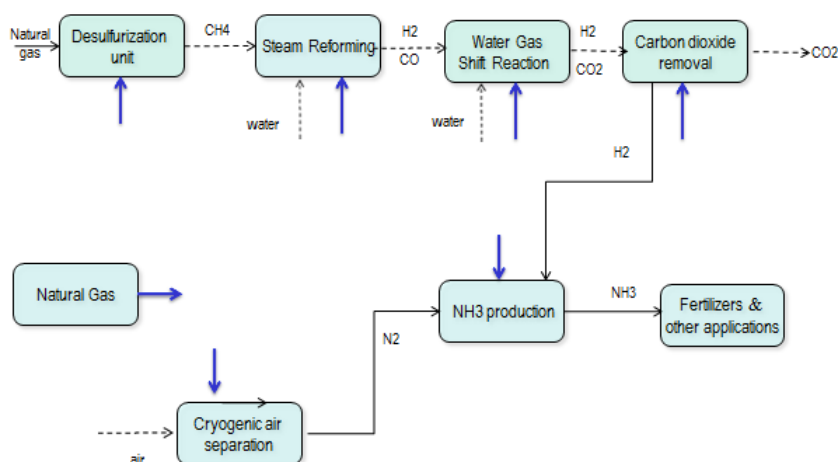 Natural
gas
Desulfurization
unit
CH4
Steam Reforming
H2
CO
Water Gas
Shift Reaction
H2
CO2
Carbon dioxide
removal
CO2
water
water
H2
Natural Gas
NH3 production
NH3
Fertilizers &
other applications
N2
Cryogenic air
separation
air